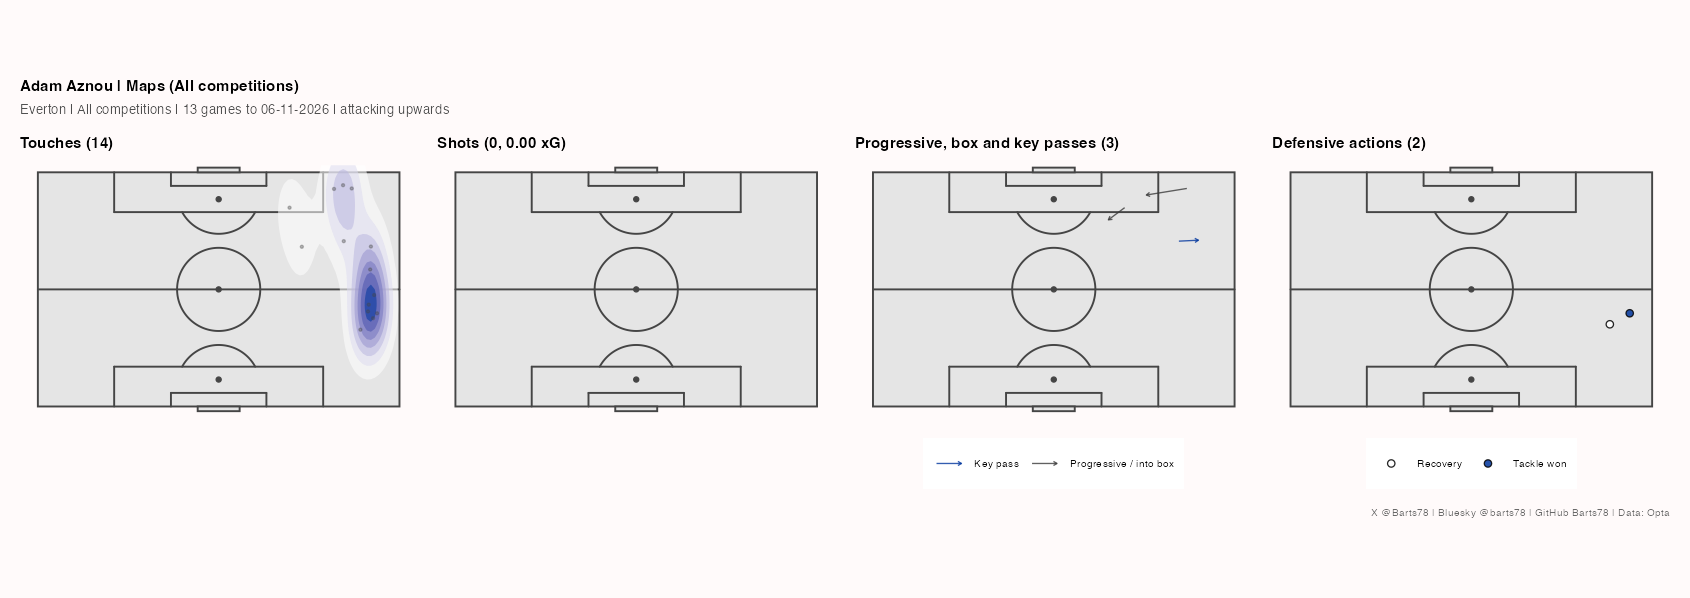 Adam Aznou | Maps (All competitions)
Everton | All competitions | 13 games to 06-11-2026 | attacking upwards
Touches (14)
Shots (0, 0.00 xG)
Progressive, box and key passes (3)
Defensive actions (2)
Key pass
Progressive / into box
Recovery
Tackle won
X @Barts78 | Bluesky @barts78 | GitHub Barts78 | Data: Opta